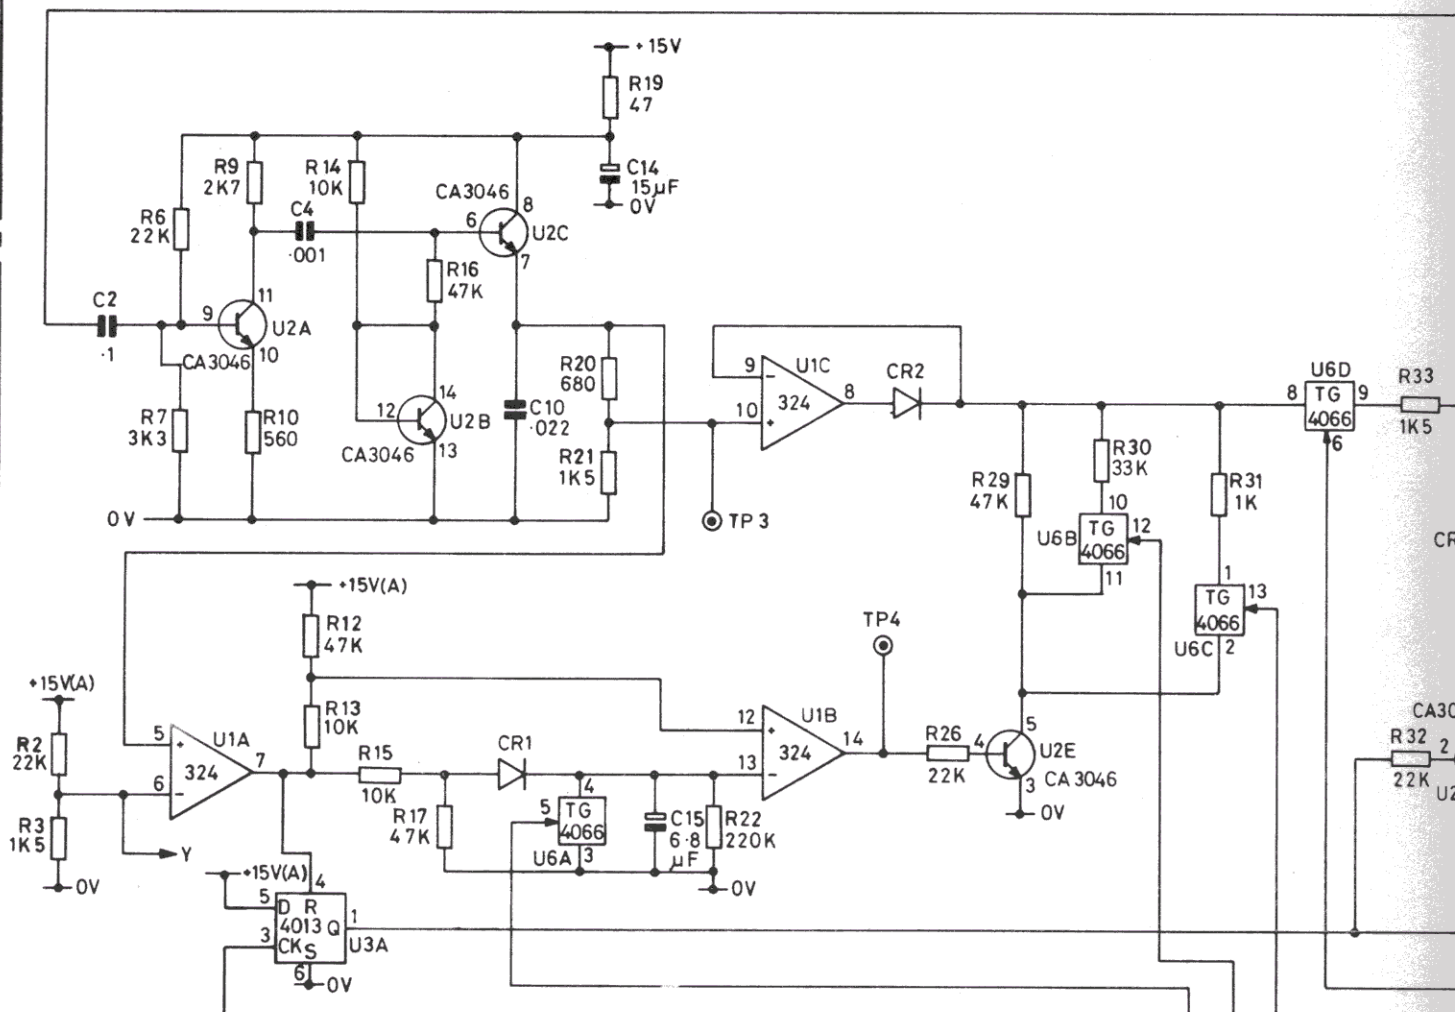 +15V
R19
47
C14
15µF
0V
R9
2K7
R14
10K
CA3046
8
6
U2C
7
C4
.001
R6
22K
R16
47K
C2
.1
9
11
U2A
CA3046
10
R7
3K3
R10
560
12
14
U2B
CA3046
13
C10
.022
R20
680
R21
1K5
0V
TP3
9
-
U1C
324
10
+
8
CR2
U6D
8
TG
4066
9
6
R33
1K5
R29
47K
R30
33K
10
U6B
TG
4066
12
11
R31
1K
1
TG
4066
13
U6C
2
CR
+15V(A)
R12
47K
R13
10K
TP4
+15V(A)
R2
22K
R3
1K5
0V
Y
5
+
U1A
324
6
-
7
R15
10K
CR1
R17
47K
4
5
TG
4066
U6A
3
C15
6.8
µF
R22
220K
0V
12
+
U1B
324
13
-
14
R26
22K
4
5
U2E
CA3046
3
0V
CA30
R32
22K
2
U2
+15V(A)
4
5
D R
4013 Q
1
3
CK S
U3A
6
0V